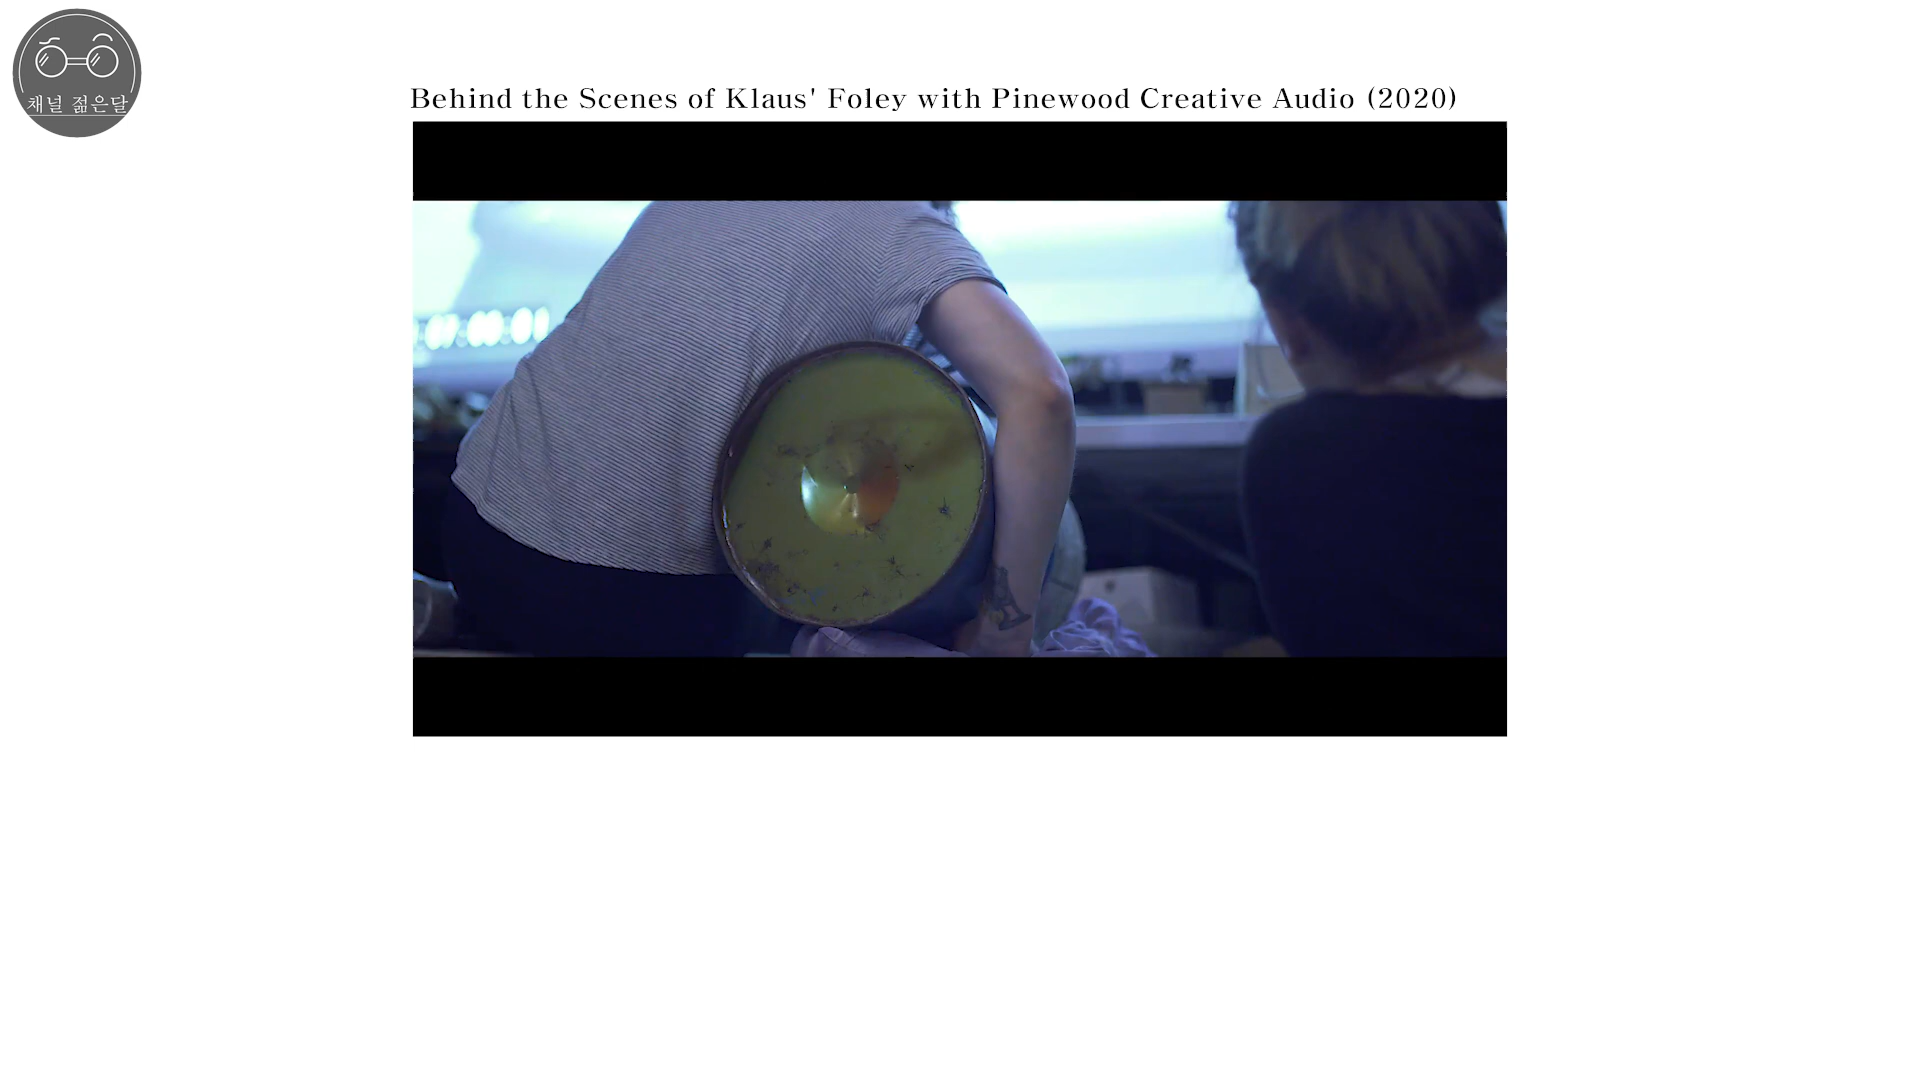 채널 젊은달
Behind the Scenes of Klaus' Foley with Pinewood Creative Audio (2020)